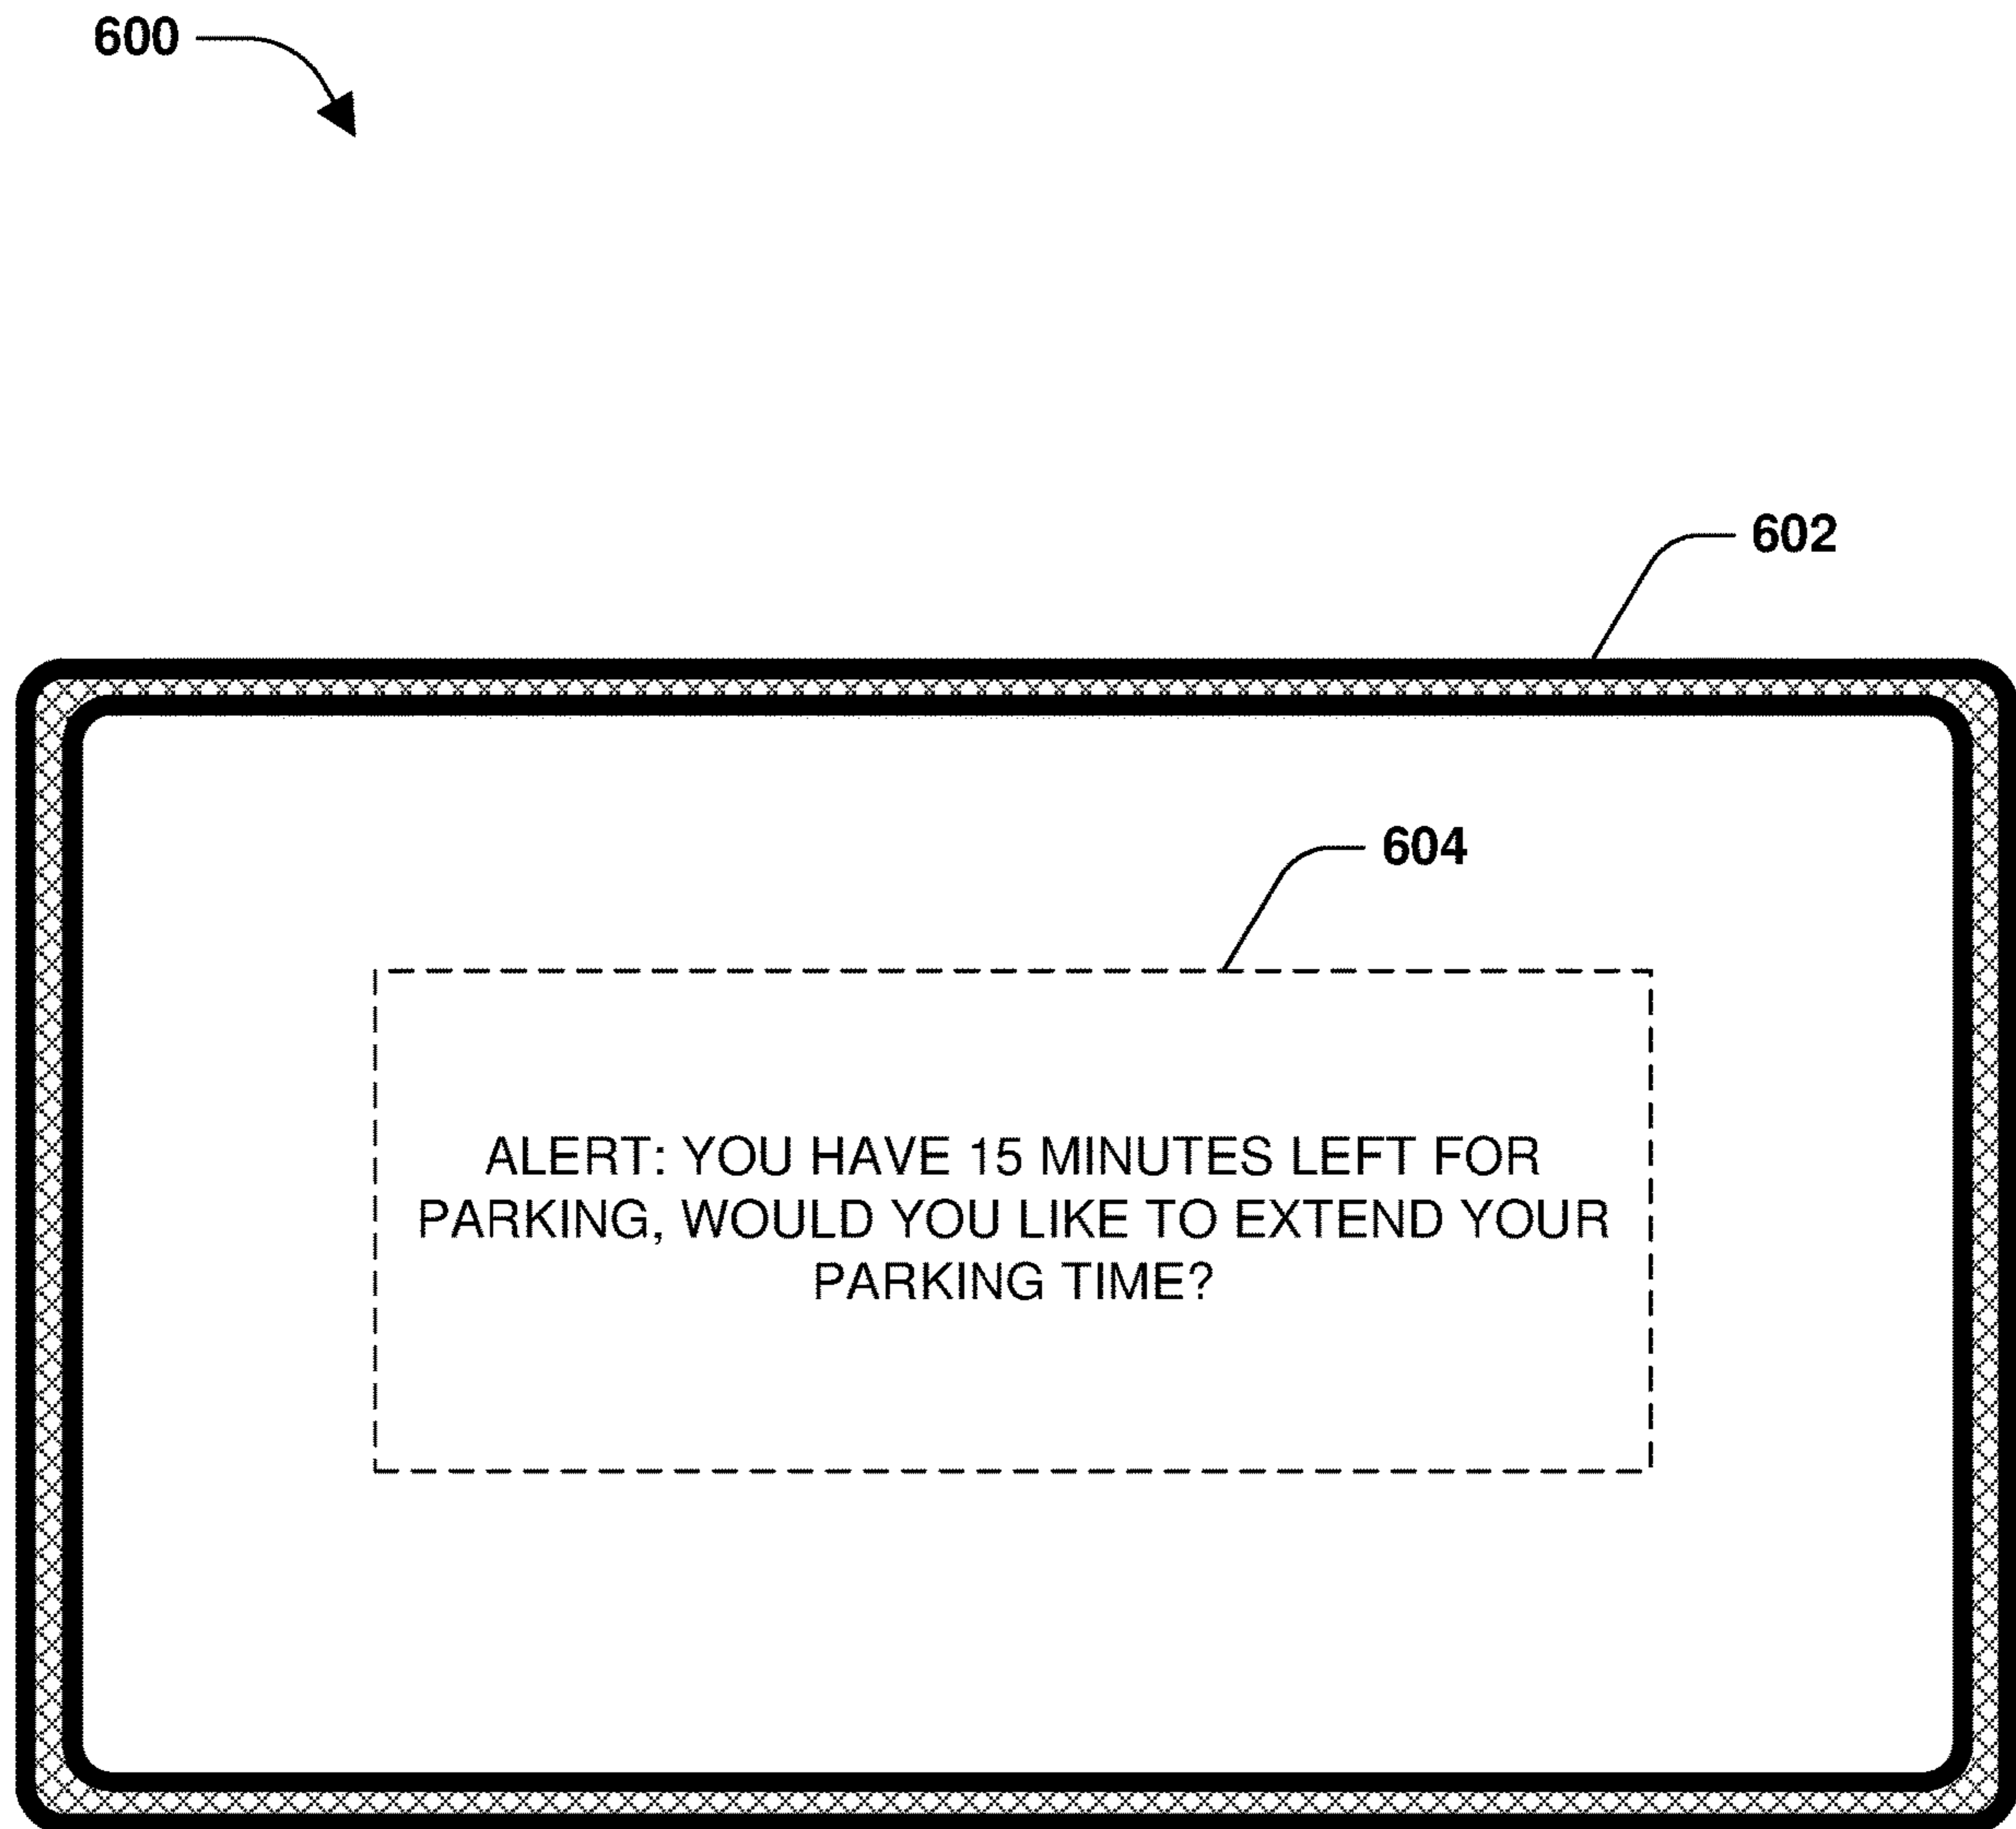 600
602
604
ALERT: YOU HAVE 15 MINUTES LEFT FOR
PARKING, WOULD YOU LIKE TO EXTEND YOUR
PARKING TIME?